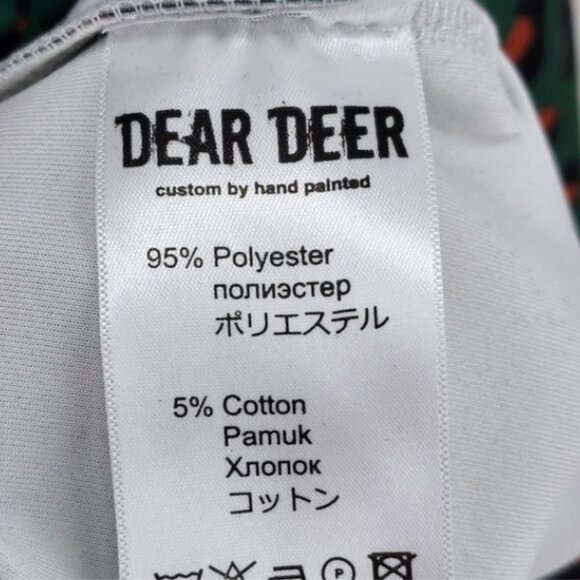 DEAR DEER
custom by hand painted
95% Polyester
полиэстер
ポリエステル
5% Cotton
Pamuk
Хлопок
コットン
P